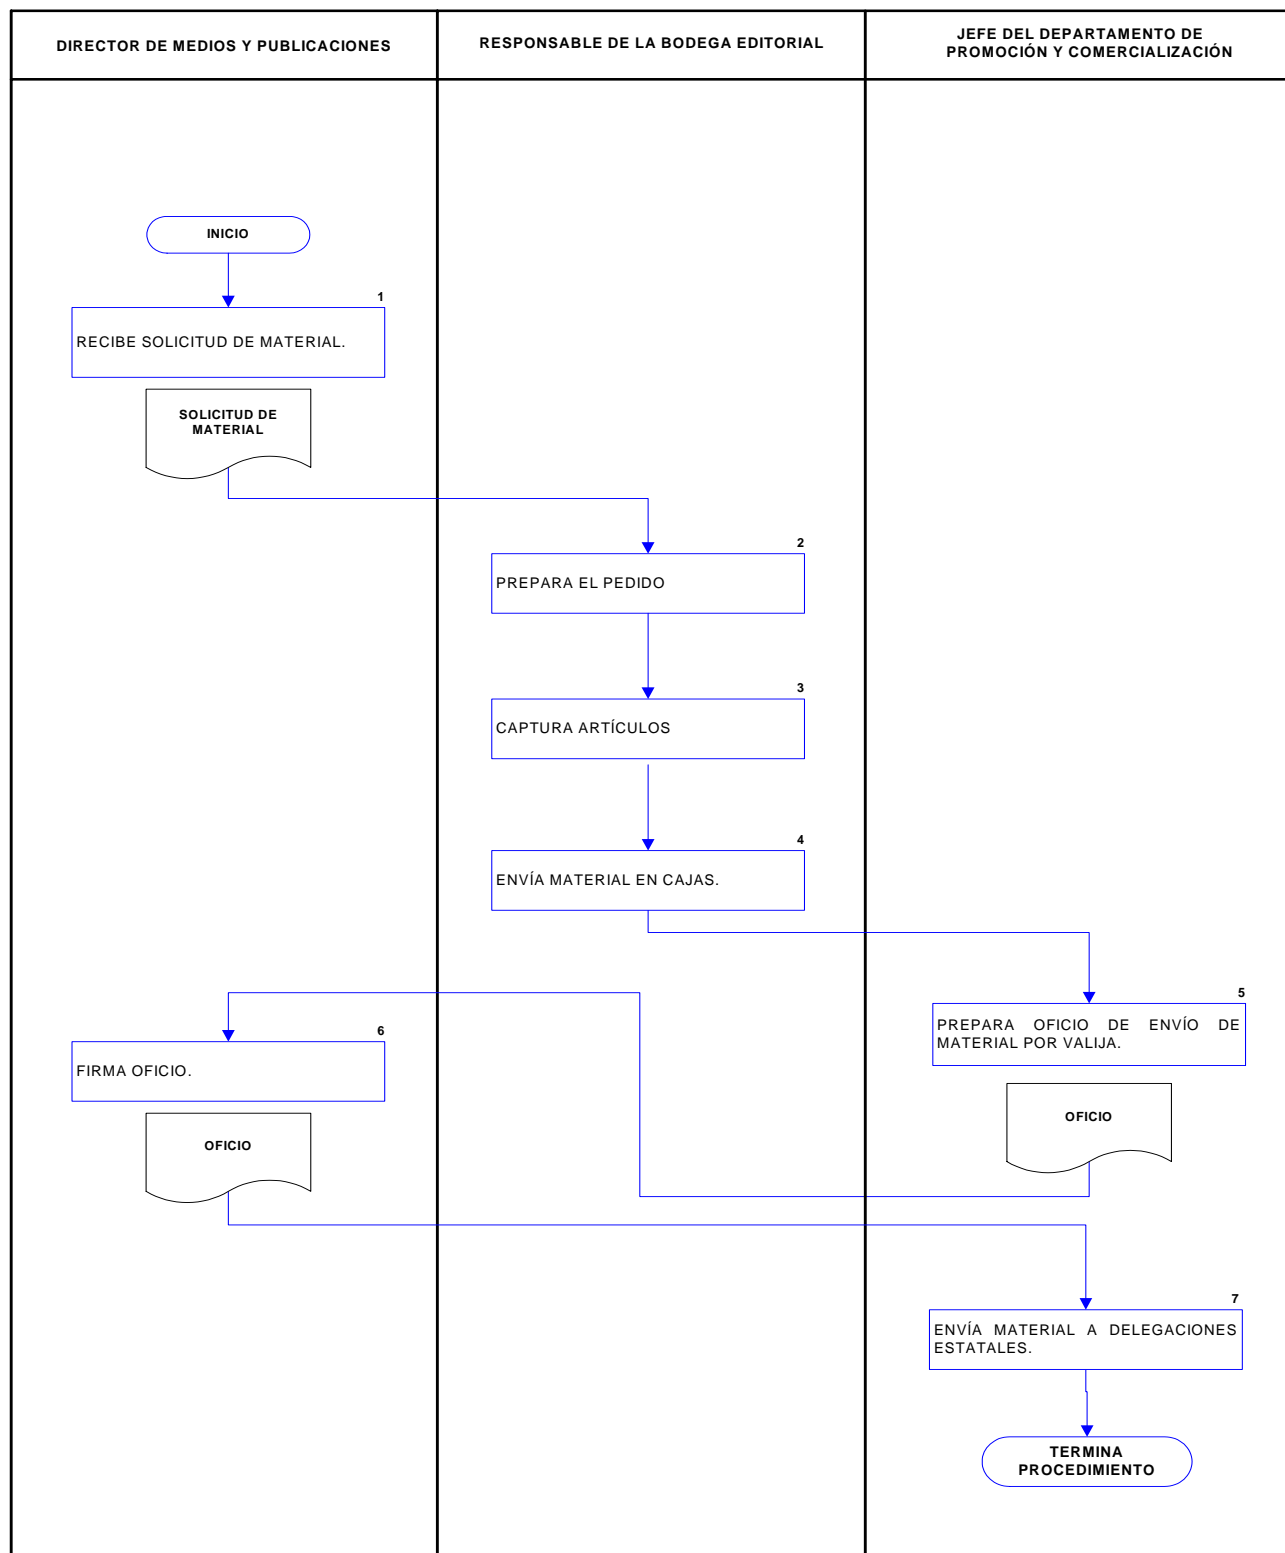 DIRECTOR DE MEDIOS Y PUBLICACIONES
RESPONSABLE DE LA BODEGA EDITORIAL
JEFE DEL DEPARTAMENTO DE
PROMOCIÓN Y COMERCIALIZACIÓN
INICIO
1
RECIBE SOLICITUD DE MATERIAL.
SOLICITUD DE
MATERIAL
2
PREPARA EL PEDIDO
3
CAPTURA ARTÍCULOS
4
ENVÍA MATERIAL EN CAJAS.
5
PREPARA OFICIO DE ENVÍO DE
MATERIAL POR VALIJA.
OFICIO
6
FIRMA OFICIO.
OFICIO
7
ENVÍA MATERIAL A DELEGACIONES
ESTATALES.
TERMINA
PROCEDIMIENTO